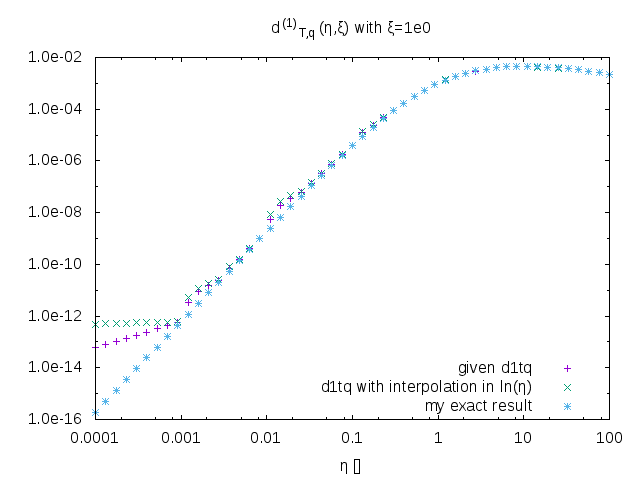 d⁽¹⁾T,q (η,ξ) with ξ=1e0
1.0e-02
1.0e-04
1.0e-06
1.0e-08
1.0e-10
1.0e-12
1.0e-14
1.0e-16
given d1tq
d1tq with interpolation in ln(η)
my exact result
0.0001 0.001 0.01 0.1 1 10 100
η []